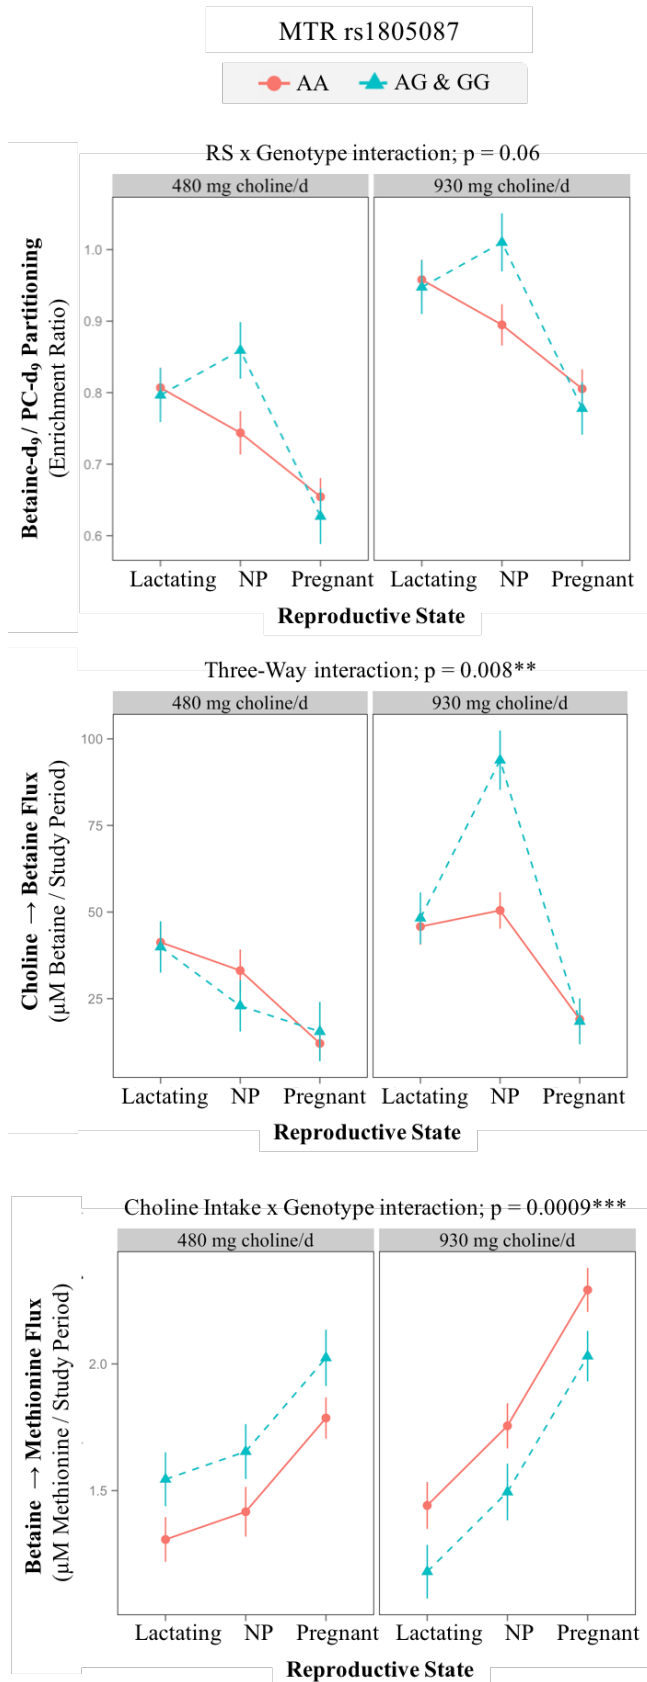 MTR rs1805087
AA AG & GG
RS x Genotype interaction; p = 0.06
480 mg choline/d 930 mg choline/d
Betaine-d₉ / PC-d₉ Partitioning
(Enrichment Ratio)
1.0
0.9
0.8
0.7
0.6
Lactating NP Pregnant Lactating NP Pregnant
Reproductive State
Three-Way interaction; p = 0.008**
480 mg choline/d 930 mg choline/d
Choline → Betaine Flux
(μM Betaine / Study Period)
100
75
50
25
Lactating NP Pregnant Lactating NP Pregnant
Reproductive State
Choline Intake x Genotype interaction; p = 0.0009***
480 mg choline/d 930 mg choline/d
Betaine → Methionine Flux
(μM Methionine / Study Period)
2.0
1.5
Lactating NP Pregnant Lactating NP Pregnant
Reproductive State